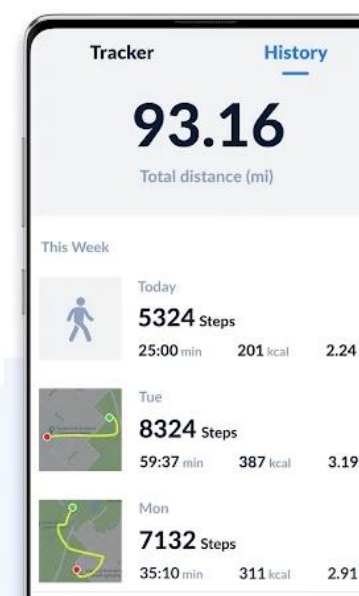 Tracker History
93.16
Total distance (mi)
This Week
Today
5324 Steps
25:00 min 201 kcal 2.24
Tue
8324 Steps
59:37 min 387 kcal 3.19
Mon
7132 Steps
35:10 min 311 kcal 2.91